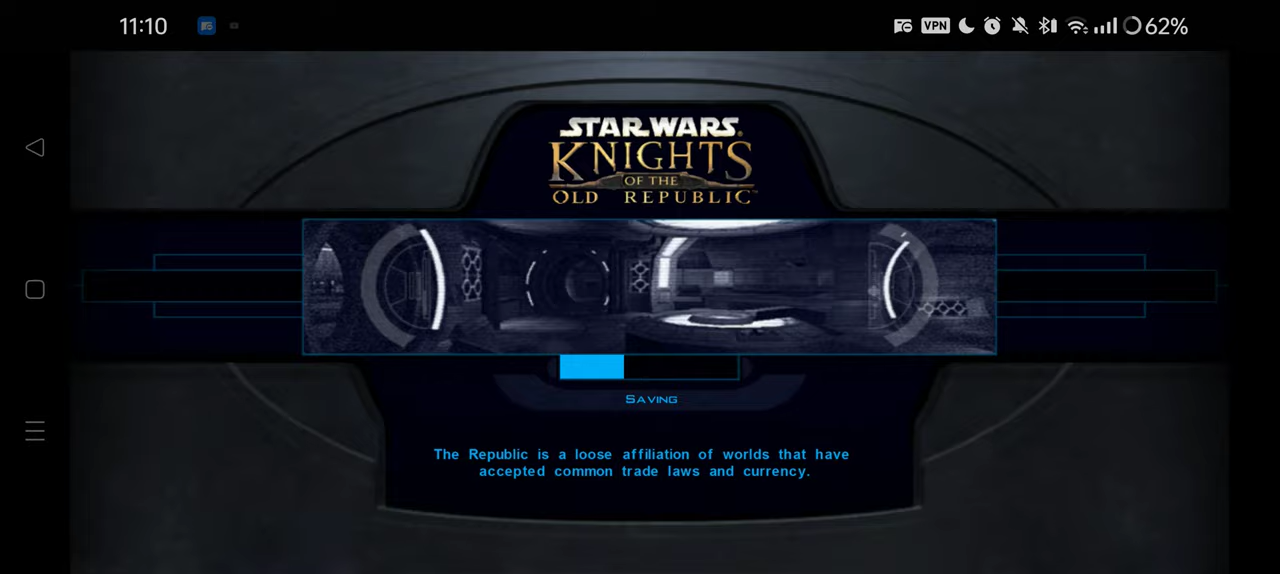 11:10
VPN
62%
STAR WARS
KNIGHTS
OF THE
OLD REPUBLIC™
SAVING
The Republic is a loose affiliation of worlds that have
accepted common trade laws and currency.